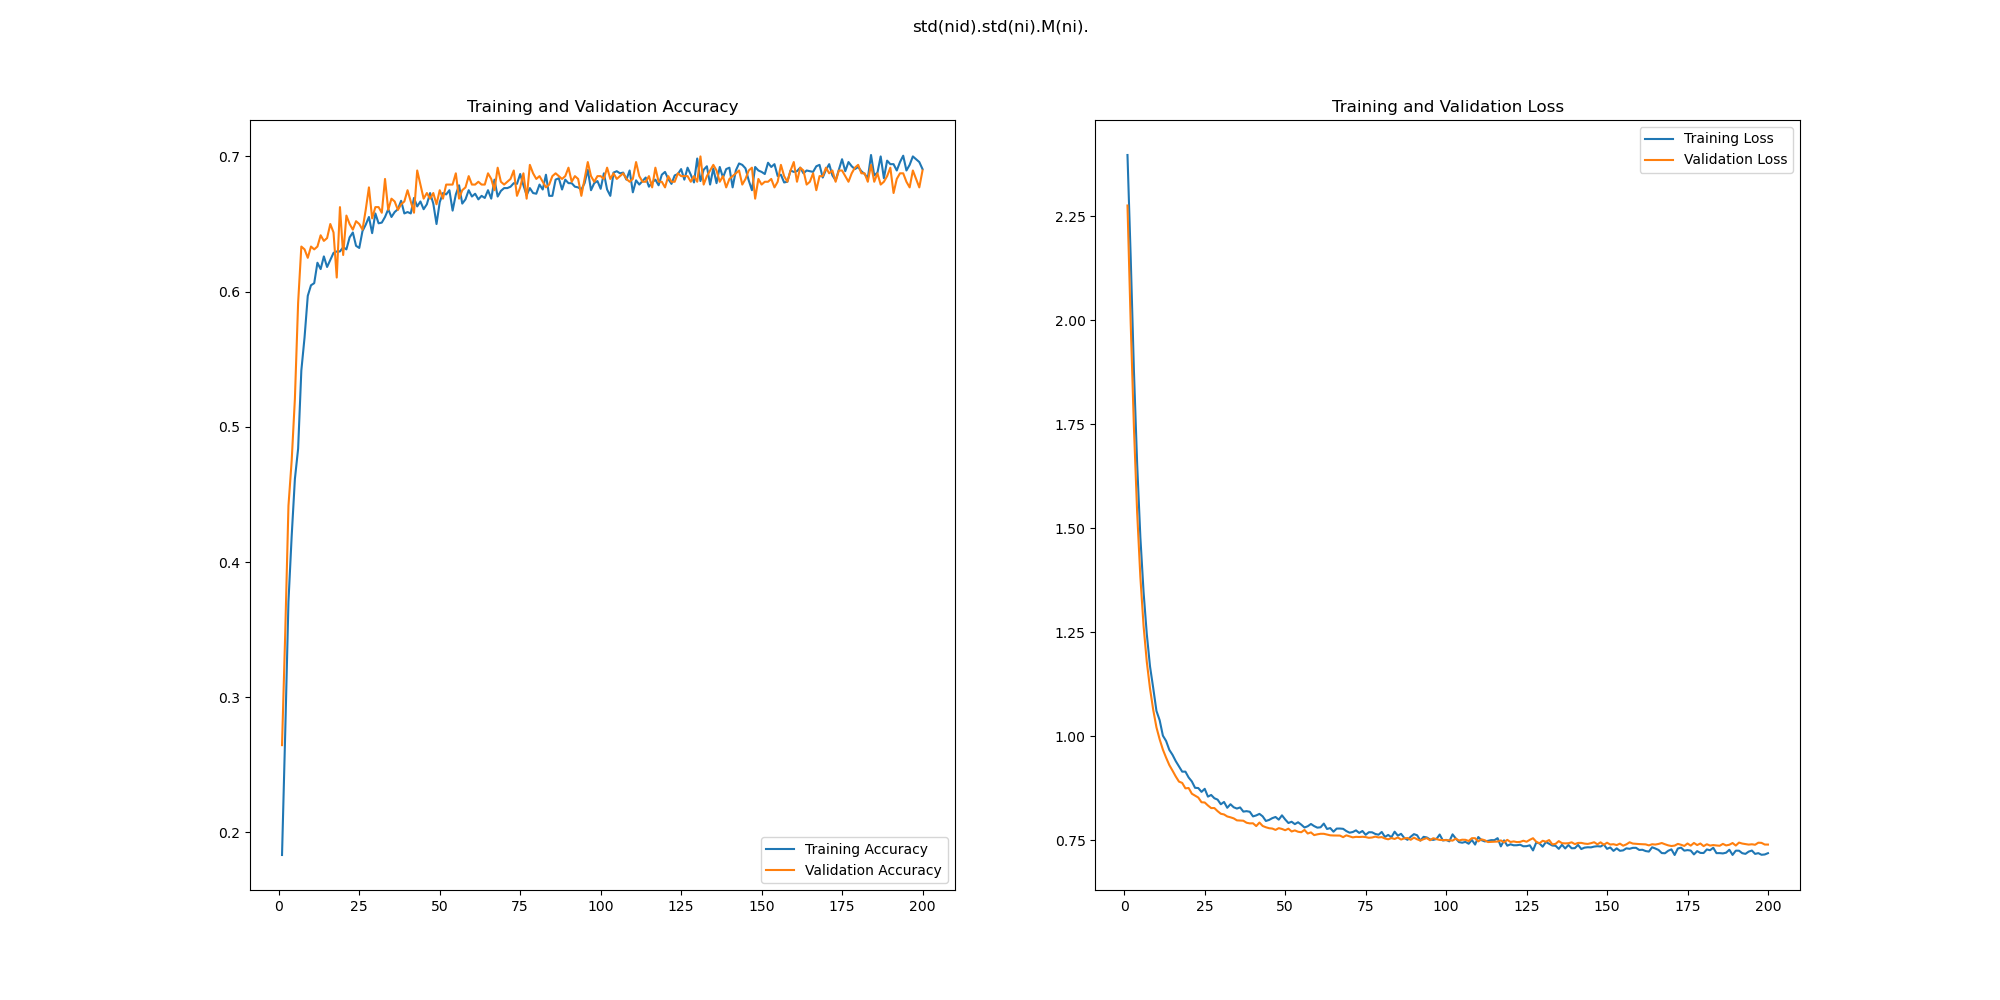 std(nid).std(ni).M(ni).
Training and Validation Accuracy
0.7
0.6
0.5
0.4
0.3
0.2
0 25 50 75 100 125 150 175 200
Training Accuracy
Validation Accuracy
Training and Validation Loss
2.25
2.00
1.75
1.50
1.25
1.00
0.75
0 25 50 75 100 125 150 175 200
Training Loss
Validation Loss